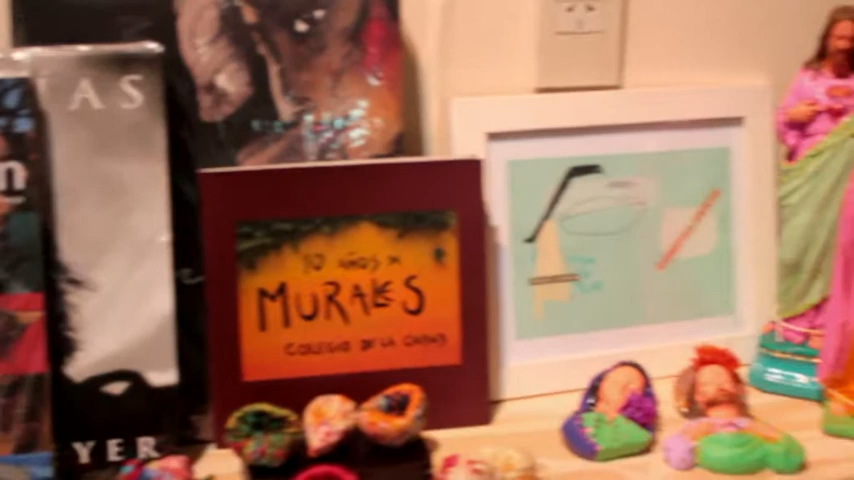 AS
n
10 AÑOS DE
MURALES
COLEGIO DE LA CIUDAD
YER